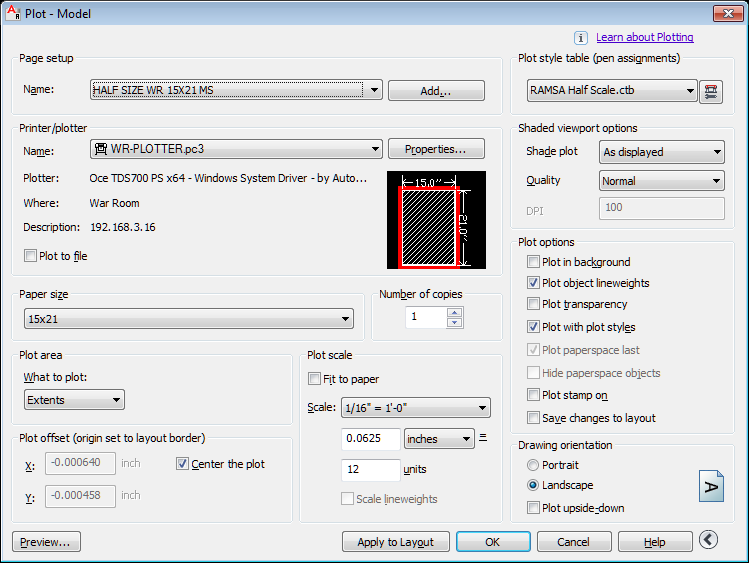 Plot - Model
Learn about Plotting
Page setup
Name:
HALF SIZE WR 15X21 MS
Add...
Plot style table (pen assignments)
RAMSA Half Scale.ctb
Printer/plotter
Name:
WR-PLOTTER.pc3
Properties...
Plotter:
Oce TDS700 PS x64 - Windows System Driver - by Auto...
Where:
War Room
Description:
192.168.3.16
Plot to file
15.0''
21.0''
Shaded viewport options
Shade plot
As displayed
Quality
Normal
DPI
100
Paper size
15x21
Number of copies
1
Plot options
Plot in background
Plot object lineweights
Plot transparency
Plot with plot styles
Plot paperspace last
Hide paperspace objects
Plot stamp on
Save changes to layout
Plot area
What to plot:
Extents
Plot scale
Fit to paper
Scale:
1/16" = 1'-0"
0.0625
inches
=
12
units
Scale lineweights
Plot offset (origin set to layout border)
X:
-0.000640
inch
Center the plot
Y:
-0.000458
inch
Drawing orientation
Portrait
Landscape
Plot upside-down
A
Preview...
Apply to Layout
OK
Cancel
Help